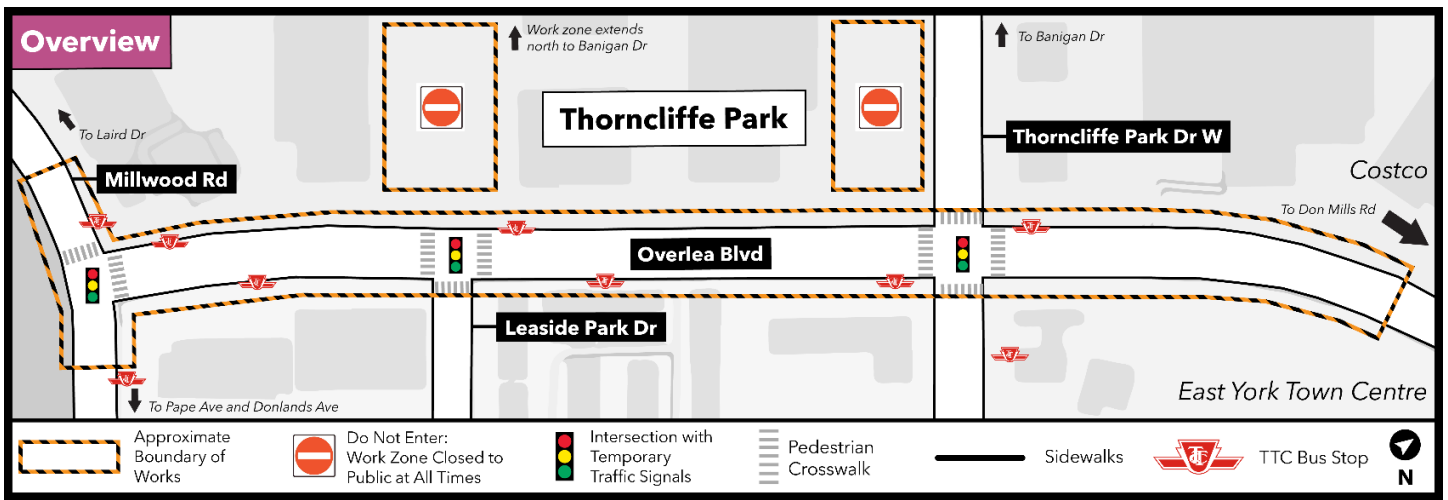 Overview
Work zone extends
north to Banigan Dr
To Banigan Dr
Thorncliffe Park
To Laird Dr
Thorncliffe Park Dr W
Millwood Rd
Costco
To Don Mills Rd
Overlea Blvd
Leaside Park Dr
East York Town Centre
To Pape Ave and Donlands Ave
Approximate
Boundary of
Works
Do Not Enter:
Work Zone Closed to
Public at All Times
Intersection with
Temporary
Traffic Signals
Pedestrian
Crosswalk
Sidewalks
TTC
TTC Bus Stop
N